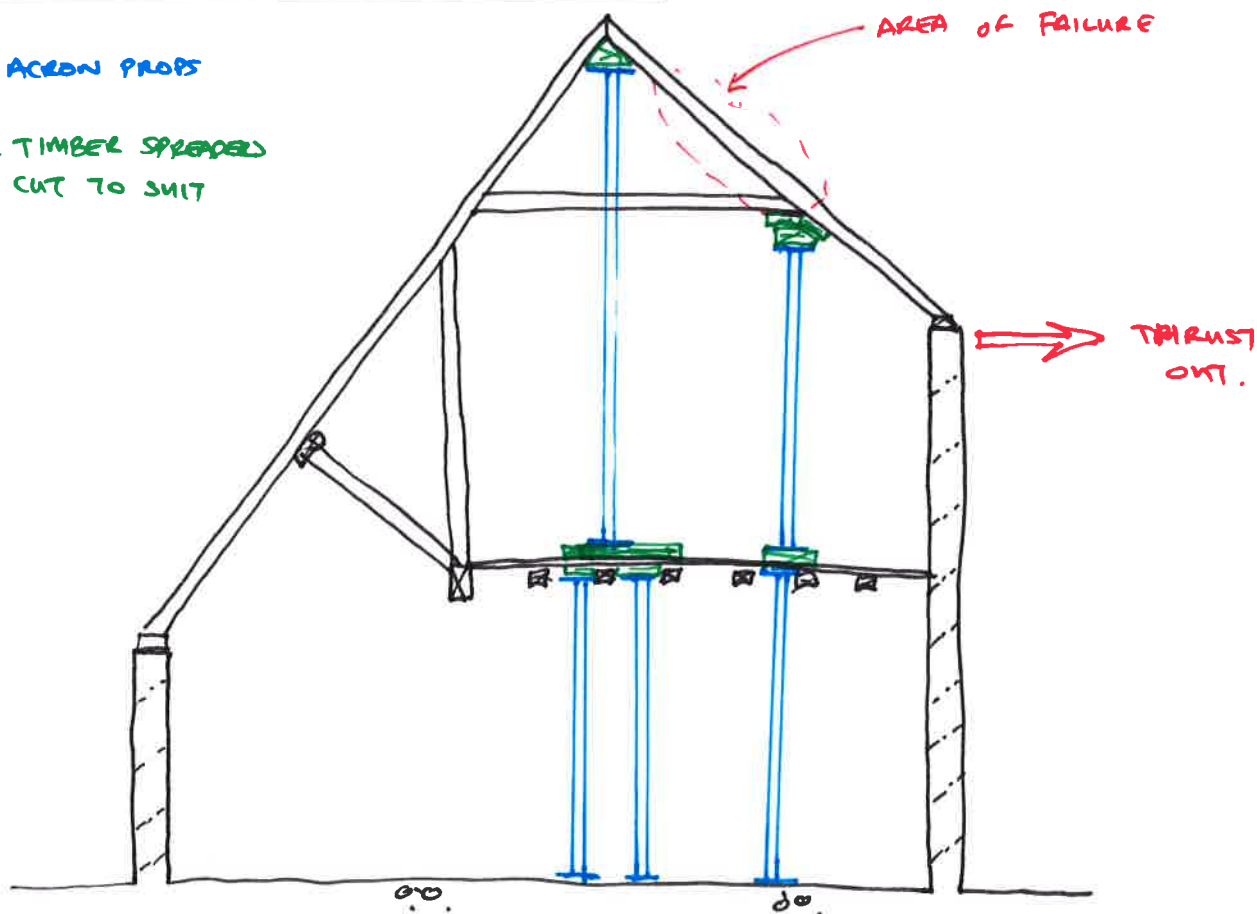 AREA OF FAILURE
ACRON PROPS
TIMBER SPREADERS
CUT TO SUIT
THRUST
OUT.